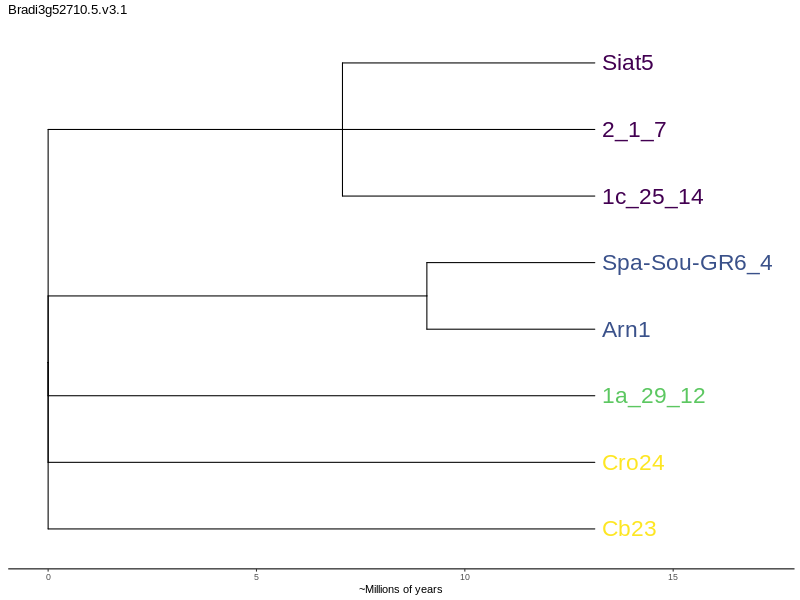 Bradi3g52710.5.v3.1
Siat5
2_1_7
1c_25_14
Spa-Sou-GR6_4
Arn1
1a_29_12
Cro24
Cb23
0 5 10 15
~Millions of years